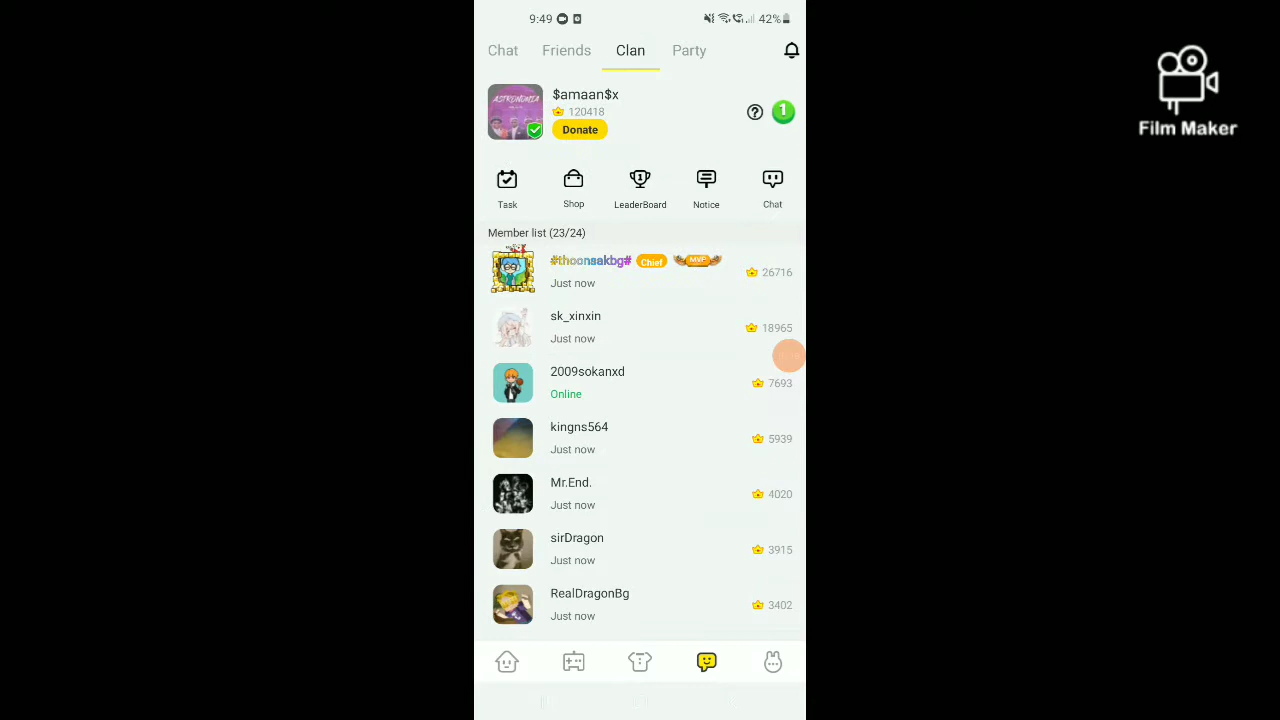 9:49 42%
Chat Friends Clan Party
$amaan$x
120418
Donate
1
Task Shop LeaderBoard Notice Chat
Member list (23/24)
#thoonsakbg# Chief MVP
26716
Just now
sk_xinxin
18965
Just now
2009sokanxd
7693
Online
kingns564
5939
Just now
Mr.End.
4020
Just now
sirDragon
3915
Just now
RealDragonBg
3402
Just now
ASTRONOMIA
Film Maker